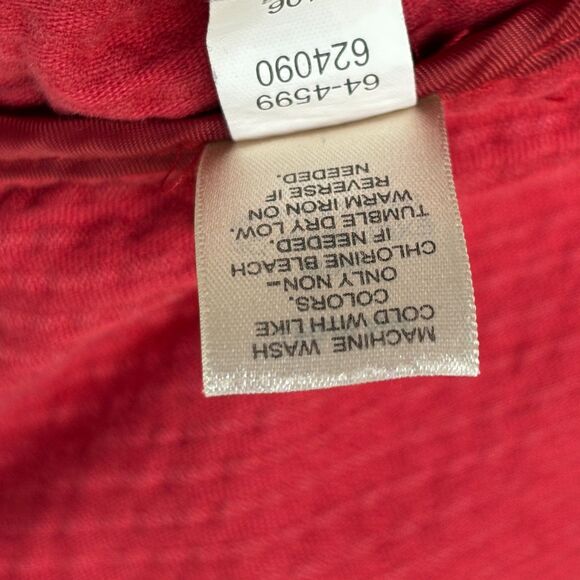 MACHINE WASH
COLD WITH LIKE
COLORS.
ONLY NON-
CHLORINE BLEACH
IF NEEDED.
TUMBLE DRY LOW.
WARM IRON ON
REVERSE IF
NEEDED.
64-4599
624090